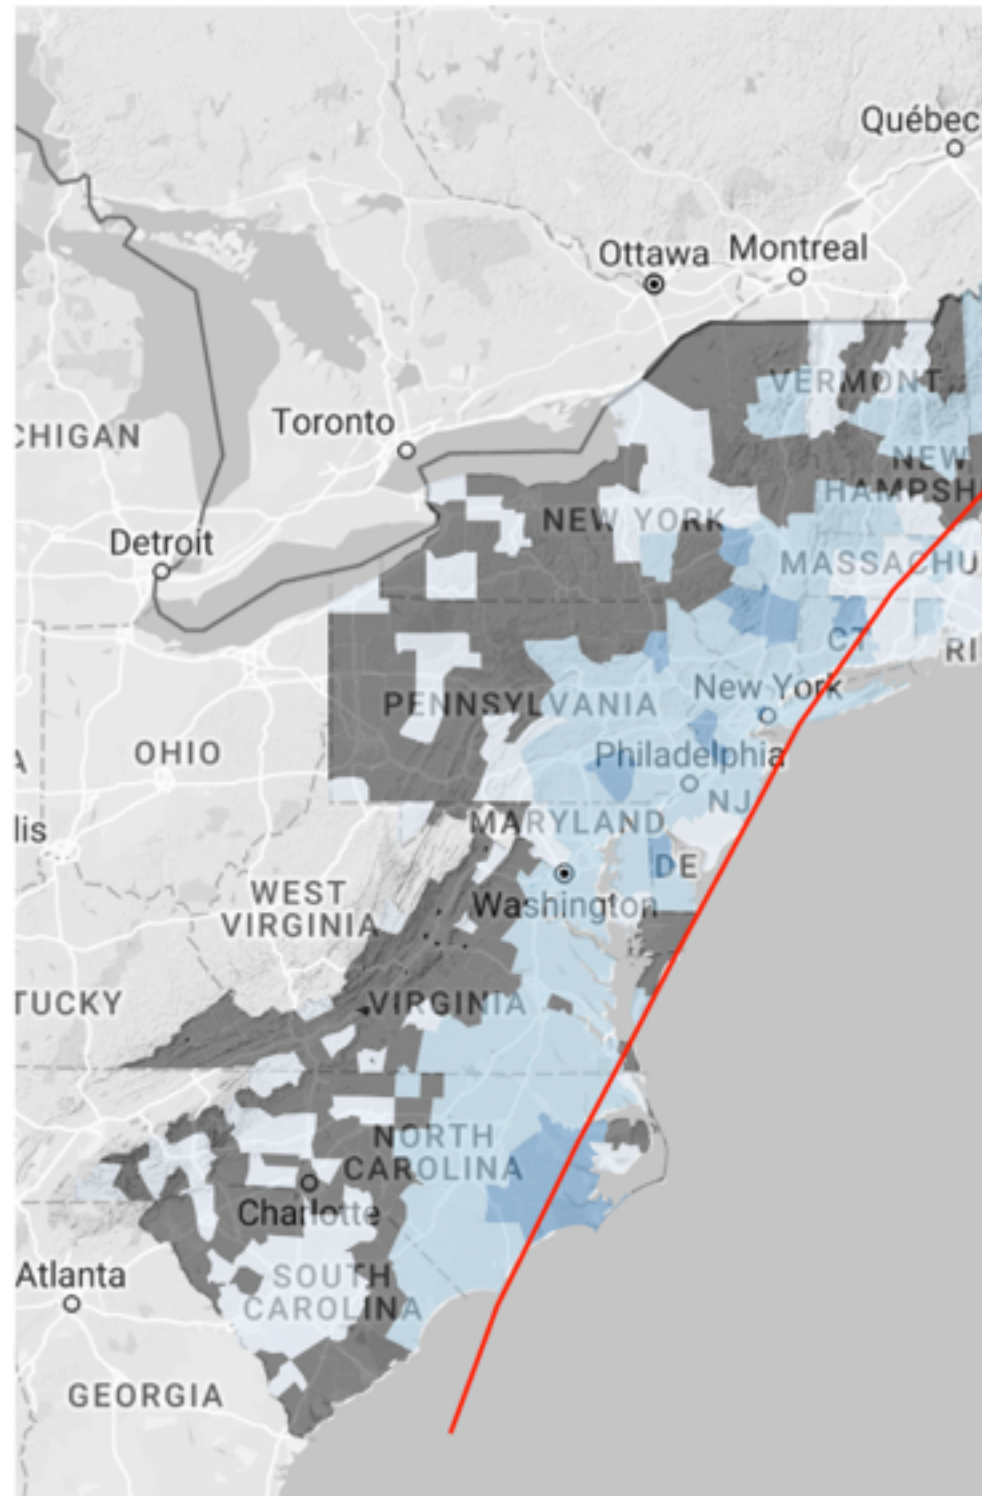 Québec
Ottawa
Montreal
VERMONT
Toronto
CHIGAN
NEW
HAMPSHI
NEW YORK
Detroit
MASSACHU
CT
RI
New York
PENNSYLVANIA
OHIO
A
Philadelphia
NJ
lis
MARYLAND
DE
WEST
VIRGINIA
Washington
TUCKY
VIRGINIA
NORTH
CAROLINA
Charlotte
Atlanta
SOUTH
CAROLINA
GEORGIA